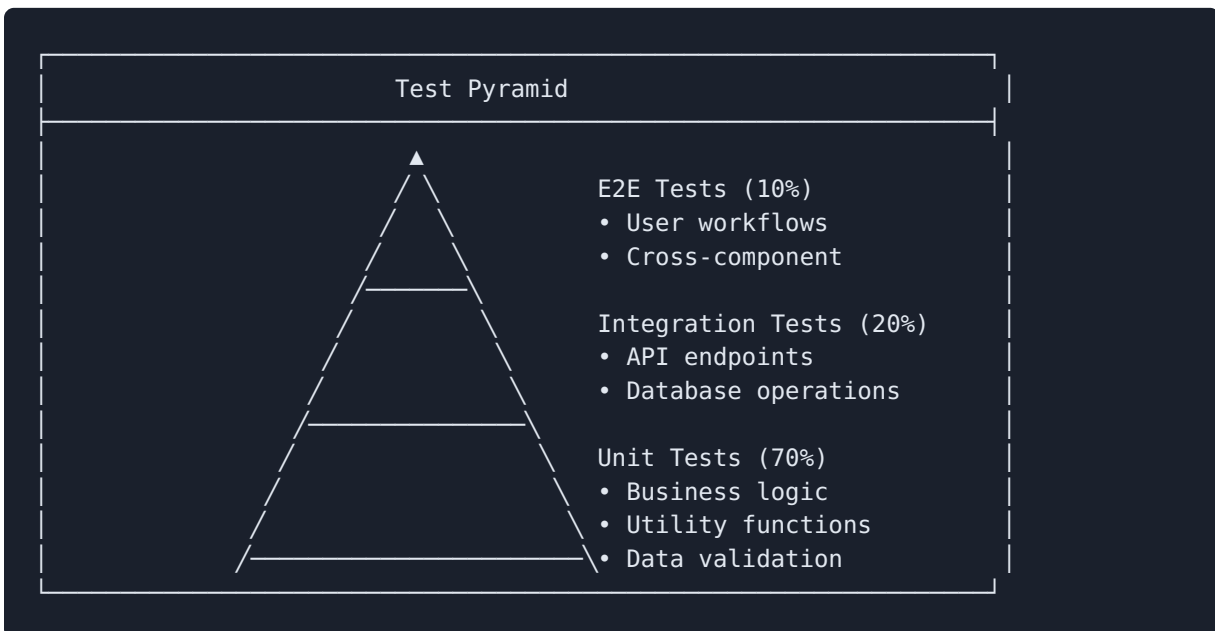 Test Pyramid
E2E Tests (10%)
• User workflows
• Cross-component
Integration Tests (20%)
• API endpoints
• Database operations
Unit Tests (70%)
• Business logic
• Utility functions
• Data validation